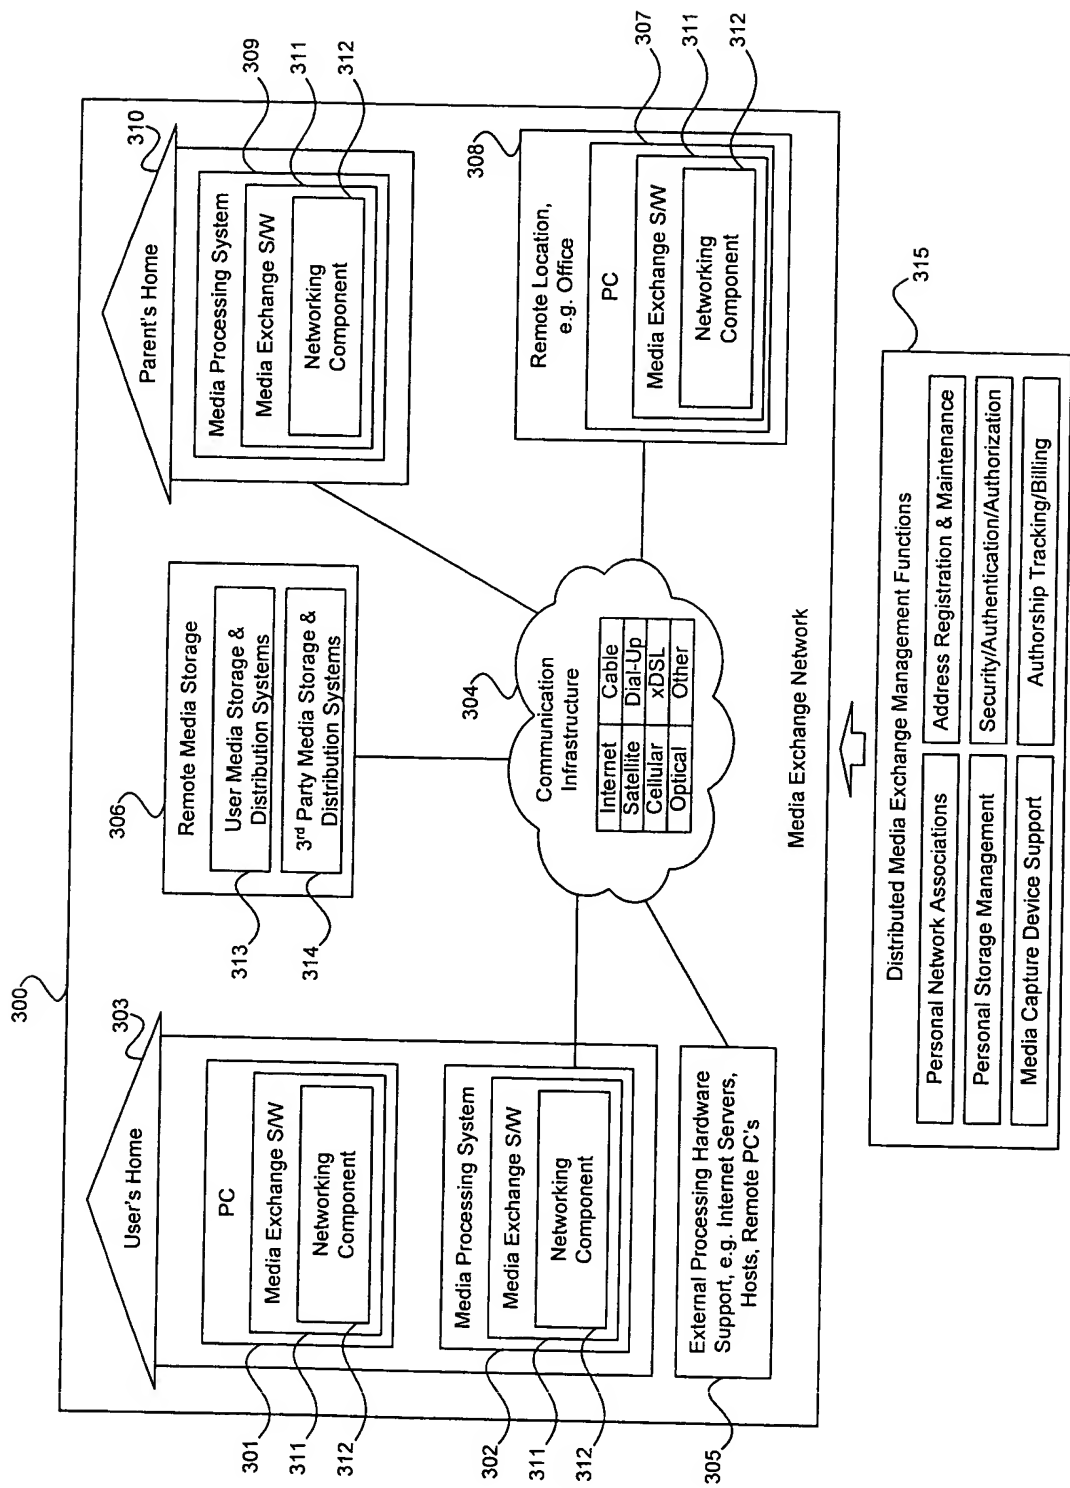 300
303
User's Home
PC
Media Exchange S/W
Networking
Component
301
311
312
Media Processing System
Media Exchange S/W
Networking
Component
302
311
312
External Processing Hardware
Support, e.g. Internet Servers,
Hosts, Remote PC's
305
306
Remote Media Storage
User Media Storage &
Distribution Systems
3rd Party Media Storage &
Distribution Systems
313
314
310
309
311
312
Parent's Home
Media Processing System
Media Exchange S/W
Networking
Component
304
Communication
Infrastructure
Internet Cable
Satellite Dial-Up
Cellular xDSL
Optical Other
308
307
311
312
Remote Location,
e.g. Office
PC
Media Exchange S/W
Networking
Component
Media Exchange Network
315
Distributed Media Exchange Management Functions
Personal Network Associations
Address Registration & Maintenance
Personal Storage Management
Security/Authentication/Authorization
Media Capture Device Support
Authorship Tracking/Billing